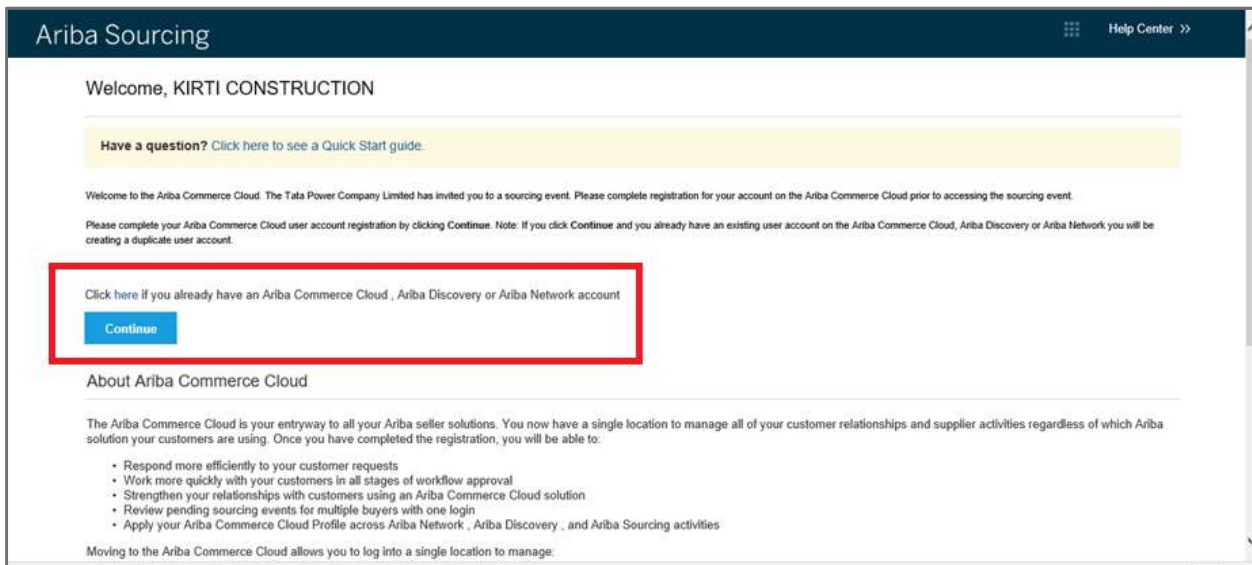 Ariba Sourcing
Help Center »
Welcome, KIRTI CONSTRUCTION
Have a question? Click here to see a Quick Start guide.
Welcome to the Ariba Commerce Cloud. The Tata Power Company Limited has invited you to a sourcing event. Please complete registration for your account on the Ariba Commerce Cloud prior to accessing the sourcing event.
Please complete your Ariba Commerce Cloud user account registration by clicking Continue. Note: If you click Continue and you already have an existing user account on the Ariba Commerce Cloud, Ariba Discovery or Ariba Network you will be
creating a duplicate user account.
Click here if you already have an Ariba Commerce Cloud , Ariba Discovery or Ariba Network account
Continue
About Ariba Commerce Cloud
The Ariba Commerce Cloud is your entryway to all your Ariba seller solutions. You now have a single location to manage all of your customer relationships and supplier activities regardless of which Ariba
solution your customers are using. Once you have completed the registration, you will be able to:
• Respond more efficiently to your customer requests
• Work more quickly with your customers in all stages of workflow approval
• Strengthen your relationships with customers using an Ariba Commerce Cloud solution
• Review pending sourcing events for multiple buyers with one login
• Apply your Ariba Commerce Cloud Profile across Ariba Network , Ariba Discovery , and Ariba Sourcing activities
Moving to the Ariba Commerce Cloud allows you to log into a single location to manage: